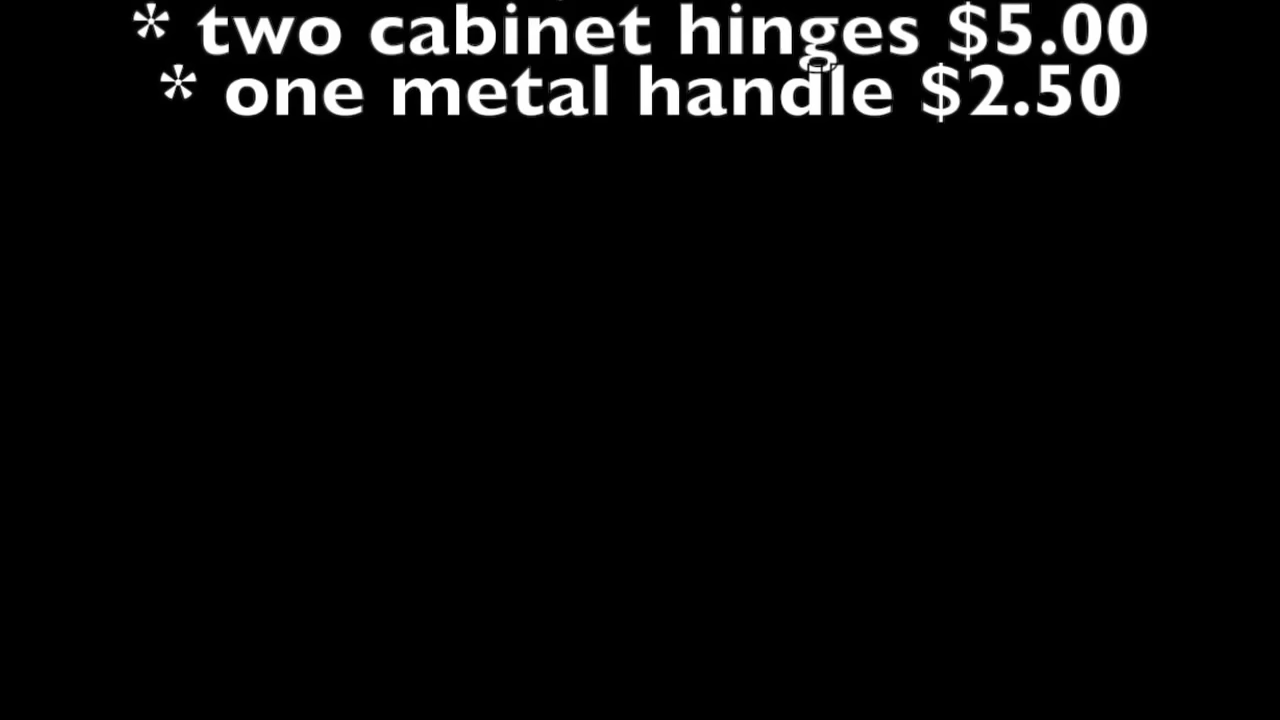 * two cabinet hinges $5.00
* one metal handle $2.50